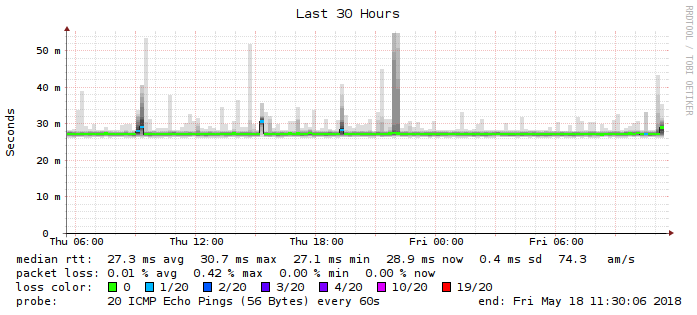 Last 30 Hours
RRDTOOL / TOBI OETIKER
Seconds
50 m
40 m
30 m
20 m
10 m
0
Thu 06:00 Thu 12:00 Thu 18:00 Fri 00:00 Fri 06:00
median rtt: 27.3 ms avg 30.7 ms max 27.1 ms min 28.9 ms now 0.4 ms sd 74.3 am/s
packet loss: 0.01 % avg 0.42 % max 0.00 % min 0.00 % now
loss color: 0 1/20 2/20 3/20 4/20 10/20 19/20
probe: 20 ICMP Echo Pings (56 Bytes) every 60s end: Fri May 18 11:30:06 2018